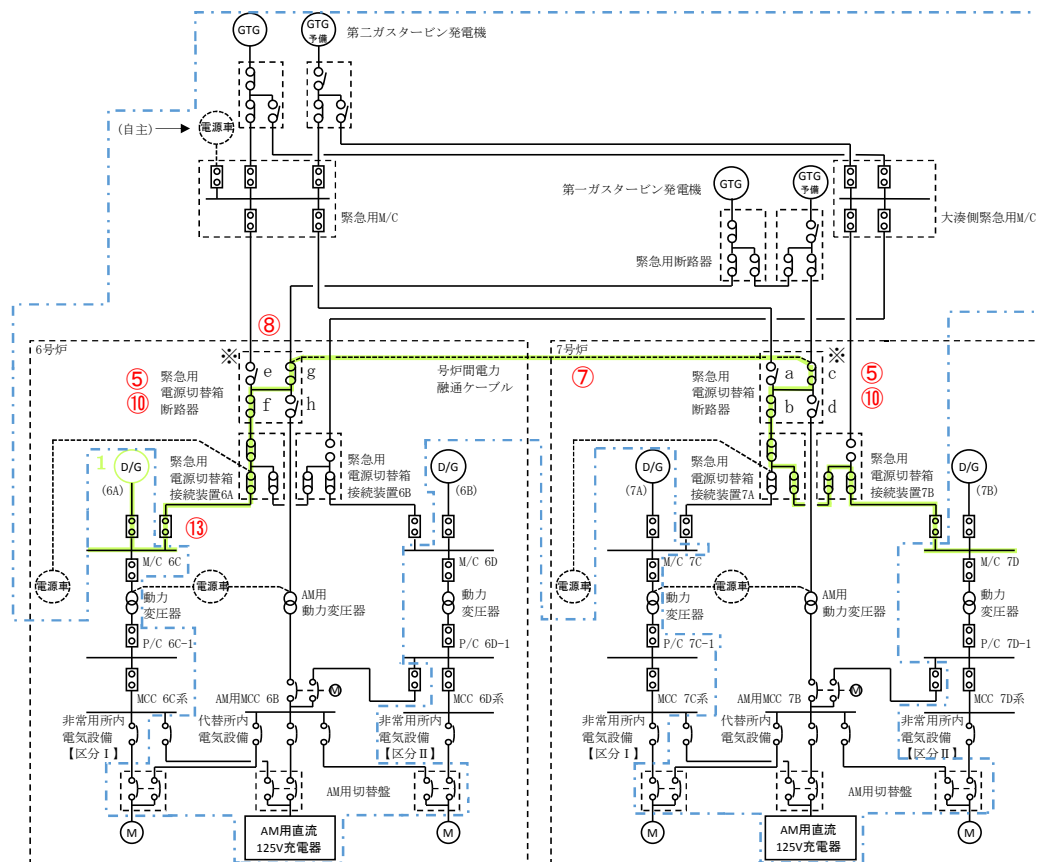 GTG
GTG
予備
第二ガスタービン発電機
(自主)
電源車
緊急用M/C
第一ガスタービン発電機
GTG
GTG
予備
大湊側緊急用M/C
緊急用断路器
⑧
6号炉
※
⑤
⑩
緊急用
電源切替箱
断路器
e
g
f
h
号炉間電力
融通ケーブル
7号炉
⑦
※
緊急用
電源切替箱
断路器
a
c
b
d
⑤
⑩
1
D/G
(6A)
緊急用
電源切替箱
接続装置6A
緊急用
電源切替箱
接続装置6B
D/G
(6B)
D/G
(7A)
緊急用
電源切替箱
接続装置7A
緊急用
電源切替箱
接続装置7B
D/G
(7B)
⑬
M/C 6C
M/C 6D
M/C 7C
M/C 7D
電源車
電源車
電源車
電源車
動力
変圧器
AM用
動力変圧器
動力
変圧器
動力
変圧器
AM用
動力変圧器
動力
変圧器
P/C 6C-1
P/C 6D-1
P/C 7C-1
P/C 7D-1
MCC 6C系
AM用MCC 6B
M
MCC 6D系
MCC 7C系
AM用MCC 7B
M
MCC 7D系
非常用所内
電気設備
【区分Ⅰ】
代替所内
電気設備
非常用所内
電気設備
【区分Ⅱ】
非常用所内
電気設備
【区分Ⅰ】
代替所内
電気設備
非常用所内
電気設備
【区分Ⅱ】
AM用切替盤
AM用切替盤
M
AM用直流
125V充電器
M
M
AM用直流
125V充電器
M